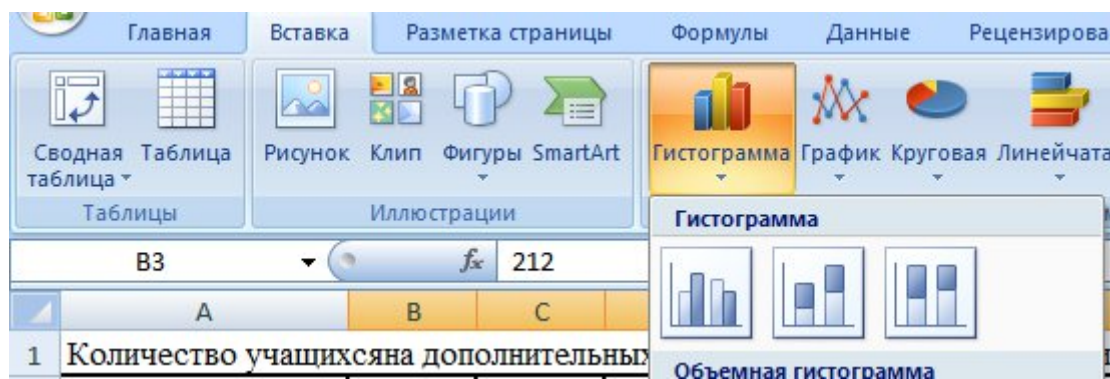 Главная Вставка Разметка страницы Формулы Данные Рецензирова
Сводная таблица Таблица Рисунок Клип Фигуры SmartArt Гистограмма График Круговая Линейчата
Таблицы Иллюстрации
Гистограмма
B3 fx 212
A B C
1 Количество учащихсяна дополнительных
Объемная гистограмма